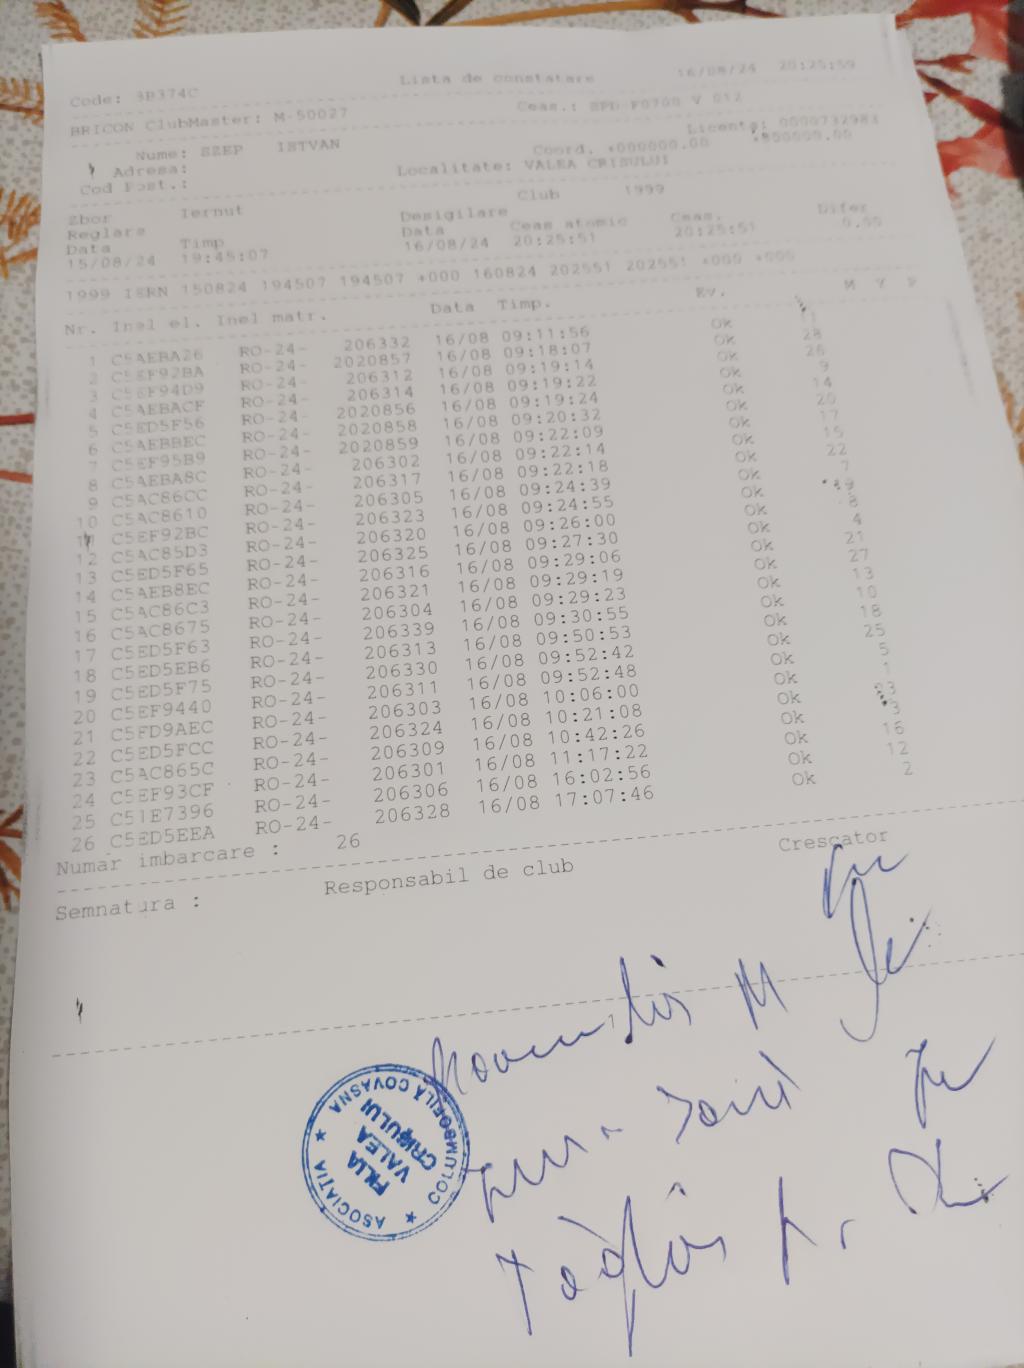 Lista de constatare 16/08/24 20:25:59
Code: 3B374C
BRICON ClubMaster: M-50027 Ceas.: SPD F0700 V 012
Licenta: 0000732983
Nume: SZEP ISTVAN Coord. +000000.00 +000000.00
Adresa:
Cod Post.: Localitate: VALEA CRISULUI
Club 1999
Zbor Iernut Desigilare
Reglare Data Ceas atomic Ceas. Difer
Data Timp 16/08/24 20:25:51 20:25:51 0.00
15/08/24 19:45:07
1999 IERN 150824 194507 194507 +000 160824 202551 202551 +000 +000
Nr. Inel el. Inel matr. Data Timp. Ev. M Y P
1 C5AEBA26 RO-24- 206332 16/08 09:11:56 Ok 11
2 C5EF92BA RO-24- 2020857 16/08 09:18:07 Ok 28
3 C5EF94D9 RO-24- 206312 16/08 09:19:14 Ok 26
4 C5AEBACF RO-24- 206314 16/08 09:19:22 Ok 9
5 C5ED5F56 RO-24- 2020856 16/08 09:19:24 Ok 14
6 C5AEBBEC RO-24- 2020858 16/08 09:20:32 Ok 20
7 C5EF95B9 RO-24- 2020859 16/08 09:22:09 Ok 17
8 C5AEBA8C RO-24- 206302 16/08 09:22:14 Ok 15
9 C5AC86CC RO-24- 206317 16/08 09:22:18 Ok 22
10 C5AC8610 RO-24- 206305 16/08 09:24:39 Ok 7
11 C5EF92BC RO-24- 206323 16/08 09:24:55 Ok 19
12 C5AC85D3 RO-24- 206320 16/08 09:26:00 Ok 8
13 C5ED5F65 RO-24- 206325 16/08 09:27:30 Ok 4
14 C5AEB8EC RO-24- 206316 16/08 09:29:06 Ok 21
15 C5AC86C3 RO-24- 206321 16/08 09:29:19 Ok 27
16 C5AC8675 RO-24- 206304 16/08 09:29:23 Ok 13
17 C5ED5F63 RO-24- 206339 16/08 09:30:55 Ok 10
18 C5ED5EB6 RO-24- 206313 16/08 09:50:53 Ok 18
19 C5ED5F75 RO-24- 206330 16/08 09:52:42 Ok 25
20 C5EF9440 RO-24- 206311 16/08 09:52:48 Ok 5
21 C5FD9AEC RO-24- 206303 16/08 10:06:00 Ok 1
22 C5ED5FCC RO-24- 206324 16/08 10:21:08 Ok 23
23 C5AC865C RO-24- 206309 16/08 10:42:26 Ok 3
24 C5EF93CF RO-24- 206301 16/08 11:17:22 Ok 16
25 C51E7396 RO-24- 206306 16/08 16:02:56 Ok 12
26 C5ED5EEA RO-24- 206328 16/08 17:07:46 Ok 2
Numar imbarcare : 26
Semnatura : Responsabil de club Crescator
ASOCIATIA COLUMBOFILA COVASNA
FILIA
VALEA
CRISULUI